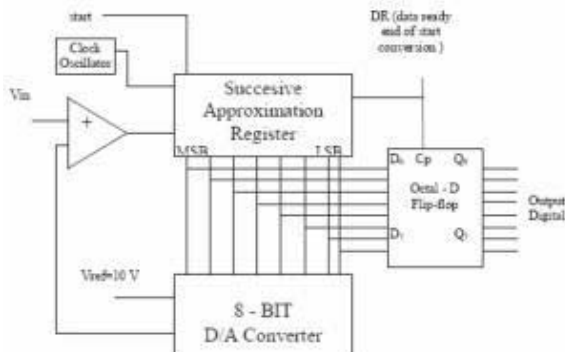 start
DR (data ready
end of start
conversion )
Clock
Oscillator
Succesive
Approximation
Register
MSB
LSB
Vin
+
D₀ Cp Q₀
Octal - D
Flip-flop
D₇ Q₇
Output
Digital
Vref=10 V
8 - BIT
D/A Converter